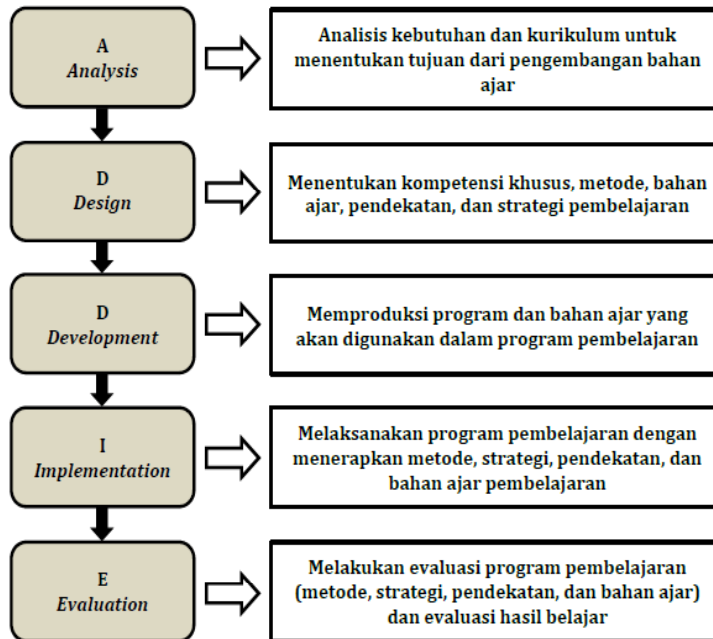 A
Analysis
Analisis kebutuhan dan kurikulum untuk
menentukan tujuan dari pengembangan bahan
ajar
D
Design
Menentukan kompetensi khusus, metode, bahan
ajar, pendekatan, dan strategi pembelajaran
D
Development
Memproduksi program dan bahan ajar yang
akan digunakan dalam program pembelajaran
I
Implementation
Melaksanakan program pembelajaran dengan
menerapkan metode, strategi, pendekatan, dan
bahan ajar pembelajaran
E
Evaluation
Melakukan evaluasi program pembelajaran
(metode, strategi, pendekatan, dan bahan ajar)
dan evaluasi hasil belajar